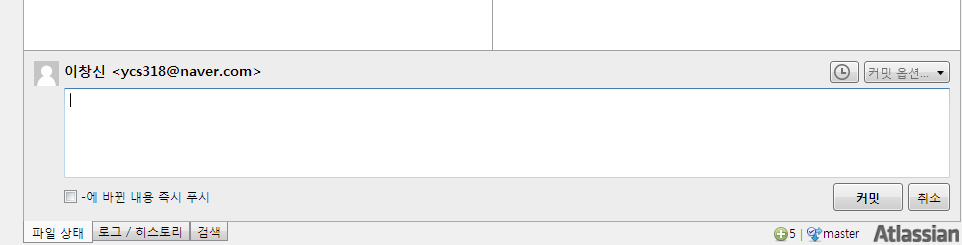 이창신 <ycs318@naver.com>
커밋 옵션...
-에 바뀐 내용 즉시 푸시
커밋 취소
파일 상태 로그 / 히스토리 검색
5 master Atlassian